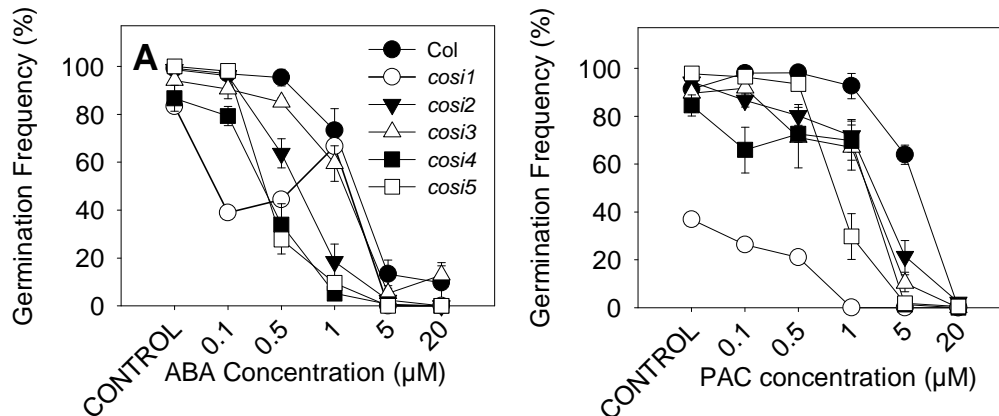 Germination Frequency (%)
A
100
80
60
40
20
0
Col
cosi1
cosi2
cosi3
cosi4
cosi5
CONTROL
0.1
0.5
1
5
20
ABA Concentration (µM)
Germination Frequency (%)
100
80
60
40
20
0
CONTROL
0.1
0.5
1
5
20
PAC concentration (µM)